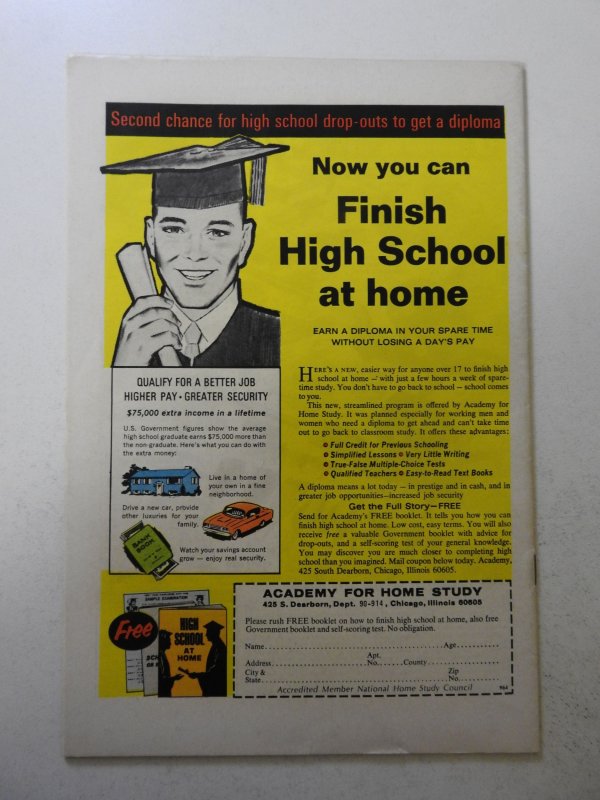 Second chance for high school drop-outs to get a diploma
Now you can
Finish
High School
at home
EARN A DIPLOMA IN YOUR SPARE TIME
WITHOUT LOSING A DAY'S PAY
QUALIFY FOR A BETTER JOB
HIGHER PAY • GREATER SECURITY
$75,000 extra income in a lifetime
U.S. Government figures show the average
high school graduate earns $75,000 more than
the non-graduate. Here's what you can do with
the extra money:
Live in a home of
your own in a fine
neighborhood.
Drive a new car, provide
other luxuries for your
family.
BANK
BOOK
Watch your savings account
grow — enjoy real security.
HERE'S A NEW, easier way for anyone over 17 to finish high
school at home — with just a few hours a week of spare-
time study. You don't have to go back to school — school comes
to you.
This new, streamlined program is offered by Academy for
Home Study. It was planned especially for working men and
women who need a diploma to get ahead and can't take time
out to go back to classroom study. It offers these advantages:
• Full Credit for Previous Schooling
• Simplified Lessons • Very Little Writing
• True-False Multiple-Choice Tests
• Qualified Teachers • Easy-to-Read Text Books
A diploma means a lot today — in prestige and in cash, and in
greater job opportunities—increased job security
Get the Full Story—FREE
Send for Academy's FREE booklet. It tells you how you can
finish high school at home. Low cost, easy terms. You will also
receive free a valuable Government booklet with advice for
drop-outs, and a self-scoring test of your general knowledge.
You may discover you are much closer to completing high
school than you imagined. Mail coupon below today. Academy,
425 South Dearborn, Chicago, Illinois 60605.
Free
SAMPLE EXAMINATION
HIGH
SCHOOL
AT
HOME
ACADEMY FOR HOME STUDY
425 S. Dearborn, Dept. 90-914, Chicago, Illinois 60605
Please rush FREE booklet on how to finish high school at home, also free
Government booklet and self-scoring test. No obligation.
Name Age
Apt.
Address No. County
City & Zip
State No.
Accredited Member National Home Study Council 964